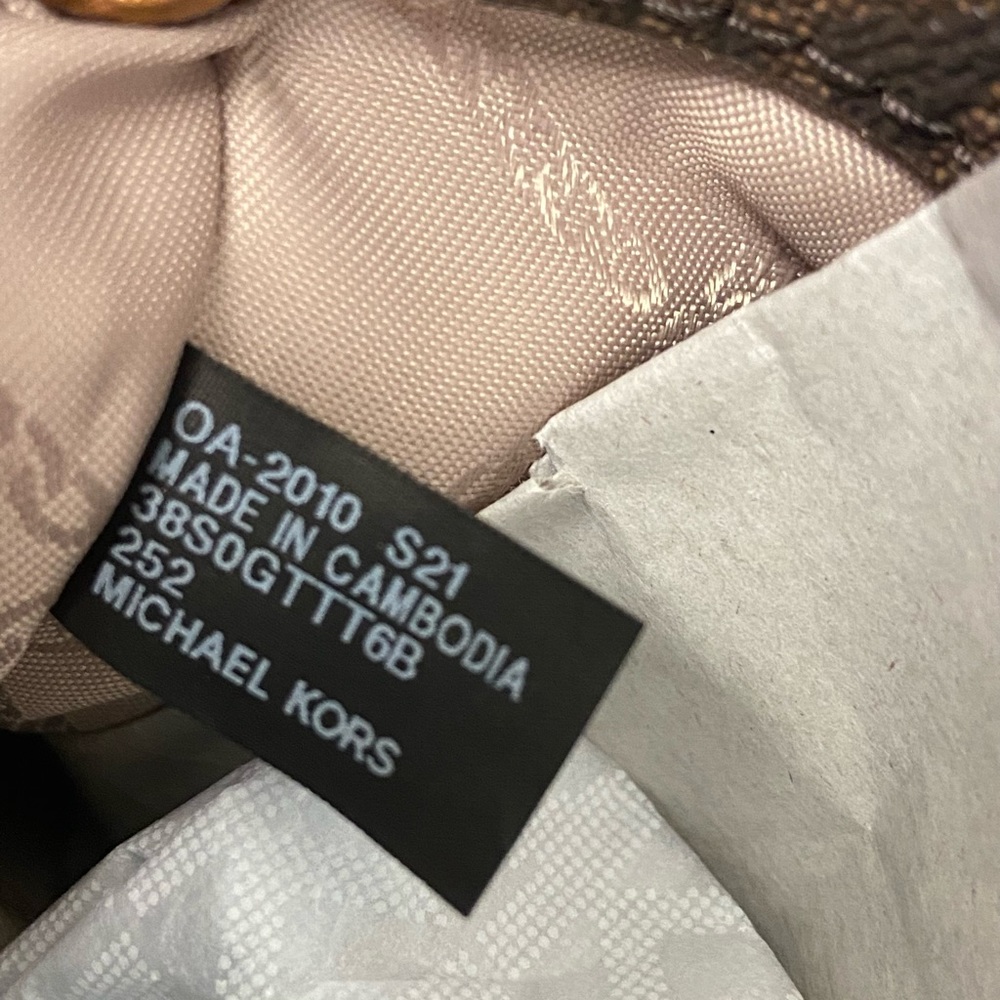 OA-2010 S21
MADE IN CAMBODIA
38S0GTTT6B
252
MICHAEL KORS